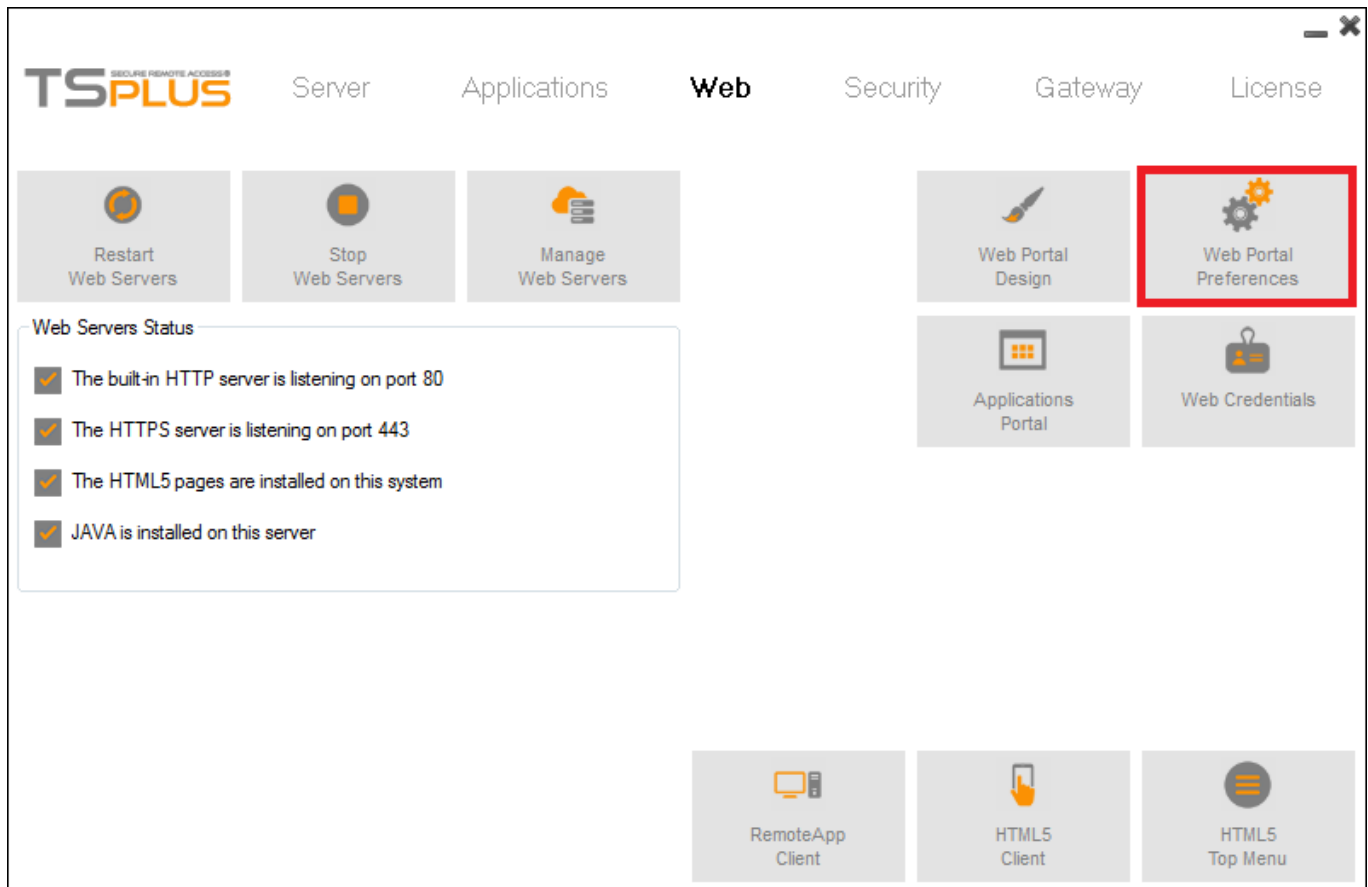 TSPLUS
SECURE REMOTE ACCESS®
Server
Applications
Web
Security
Gateway
License
Restart
Web Servers
Stop
Web Servers
Manage
Web Servers
Web Portal
Design
Web Portal
Preferences
Web Servers Status
The built-in HTTP server is listening on port 80
The HTTPS server is listening on port 443
The HTML5 pages are installed on this system
JAVA is installed on this server
Applications
Portal
Web Credentials
RemoteApp
Client
HTML5
Client
HTML5
Top Menu